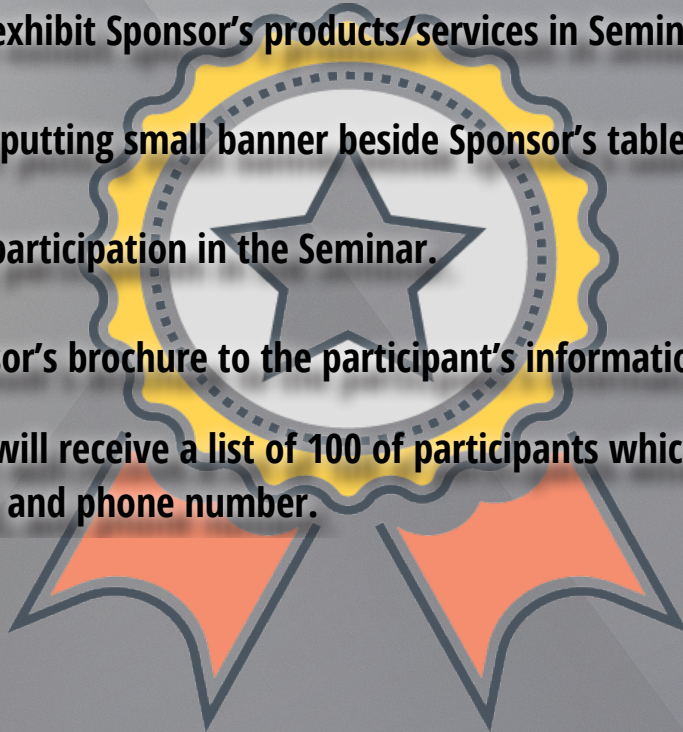 exhibit Sponsor's products/services in Semin
putting small banner beside Sponsor's table
participation in the Seminar.
sor's brochure to the participant's informatio
will receive a list of 100 of participants whic
and phone number.